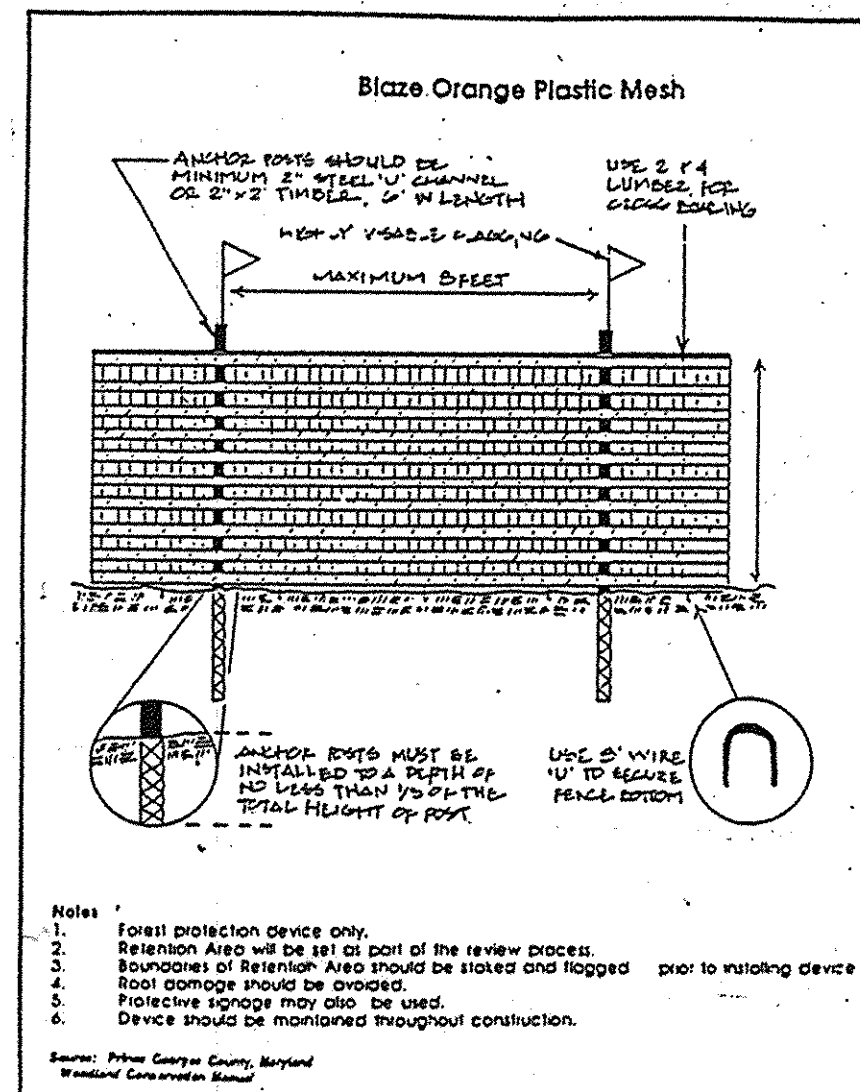 Blaze Orange Plastic Mesh
ANCHOR POSTS SHOULD BE
MINIMUM 2" STEEL 'U' CHANNEL
OR 2" x 2' TIMBER, 6' IN LENGTH
USE 2 x 4
LUMBER FOR
CROSS BRACING
HIGHLY VISABLE FLAGGING
MAXIMUM 8 FEET
ANCHOR POSTS MUST BE
INSTALLED TO A DEPTH OF
NO LESS THAN 1/3 OF THE
TOTAL HEIGHT OF POST
USE 8' WIRE
'U' TO SECURE
FENCE BOTTOM
Notes
1. Forest protection device only.
2. Retention Area will be set as part of the review process.
3. Boundaries of Retention Area should be staked and flagged prior to installing device
4. Root damage should be avoided.
5. Protective signage may also be used.
6. Device should be maintained throughout construction.
Source: Prince Georges County, Maryland
Woodland Conservation Manual